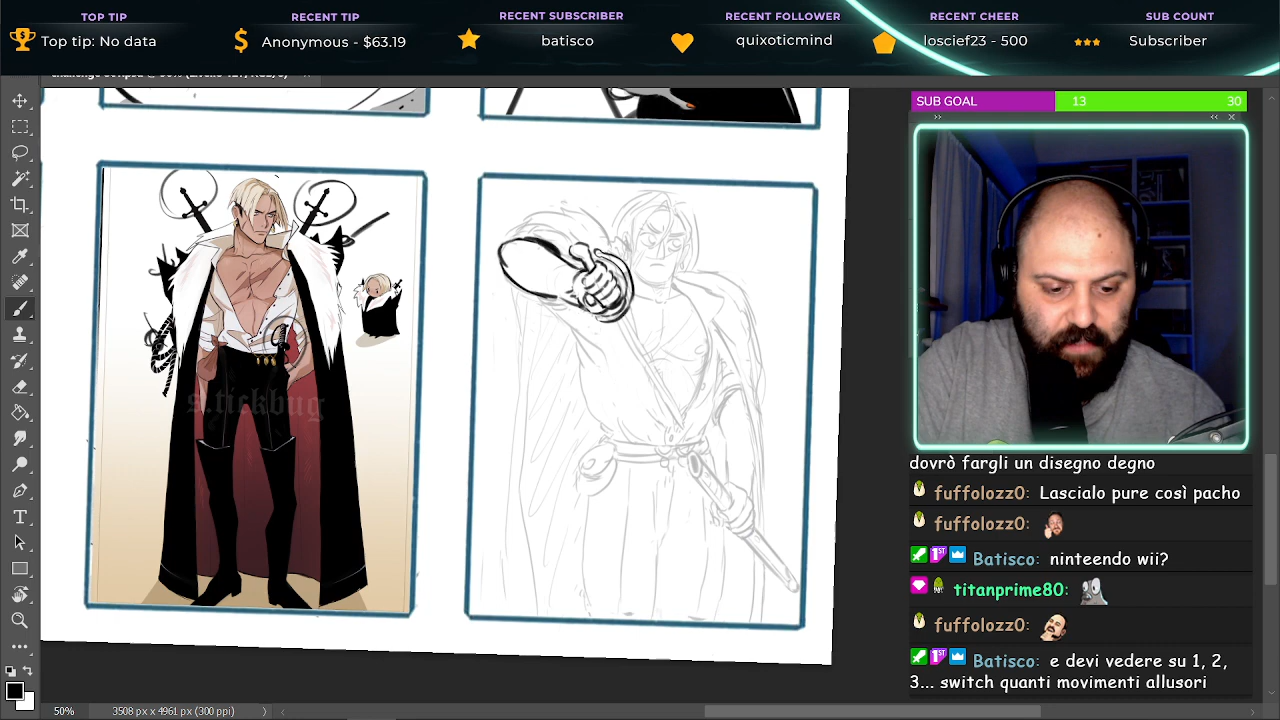 TOP TIP
Top tip: No data
RECENT TIP
Anonymous - $63.19
RECENT SUBSCRIBER
batisco
RECENT FOLLOWER
quixoticmind
RECENT CHEER
loscief23 - 500
SUB COUNT
Subscriber
SUB GOAL
13
30
s.tickbug
dovrò fargli un disegno degno
fuffolozz0: Lascialo pure così pacho
fuffolozz0:
Batisco: ninteendo wii?
titanprime80:
fuffolozz0:
Batisco: e devi vedere su 1, 2,
3... switch quanti movimenti allusori
50%
3508 px x 4961 px (300 ppi)